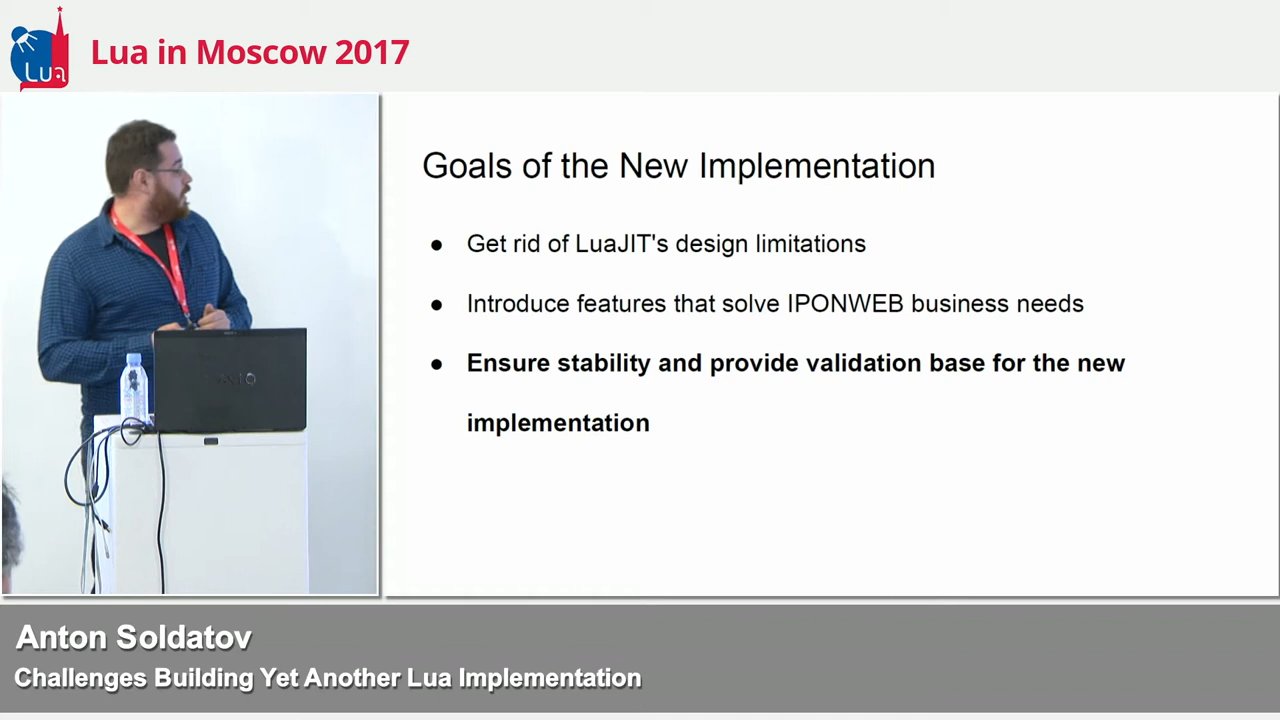 Lua
Lua in Moscow 2017
Goals of the New Implementation
● Get rid of LuaJIT's design limitations
● Introduce features that solve IPONWEB business needs
● Ensure stability and provide validation base for the new
implementation
VAIO
Anton Soldatov
Challenges Building Yet Another Lua Implementation